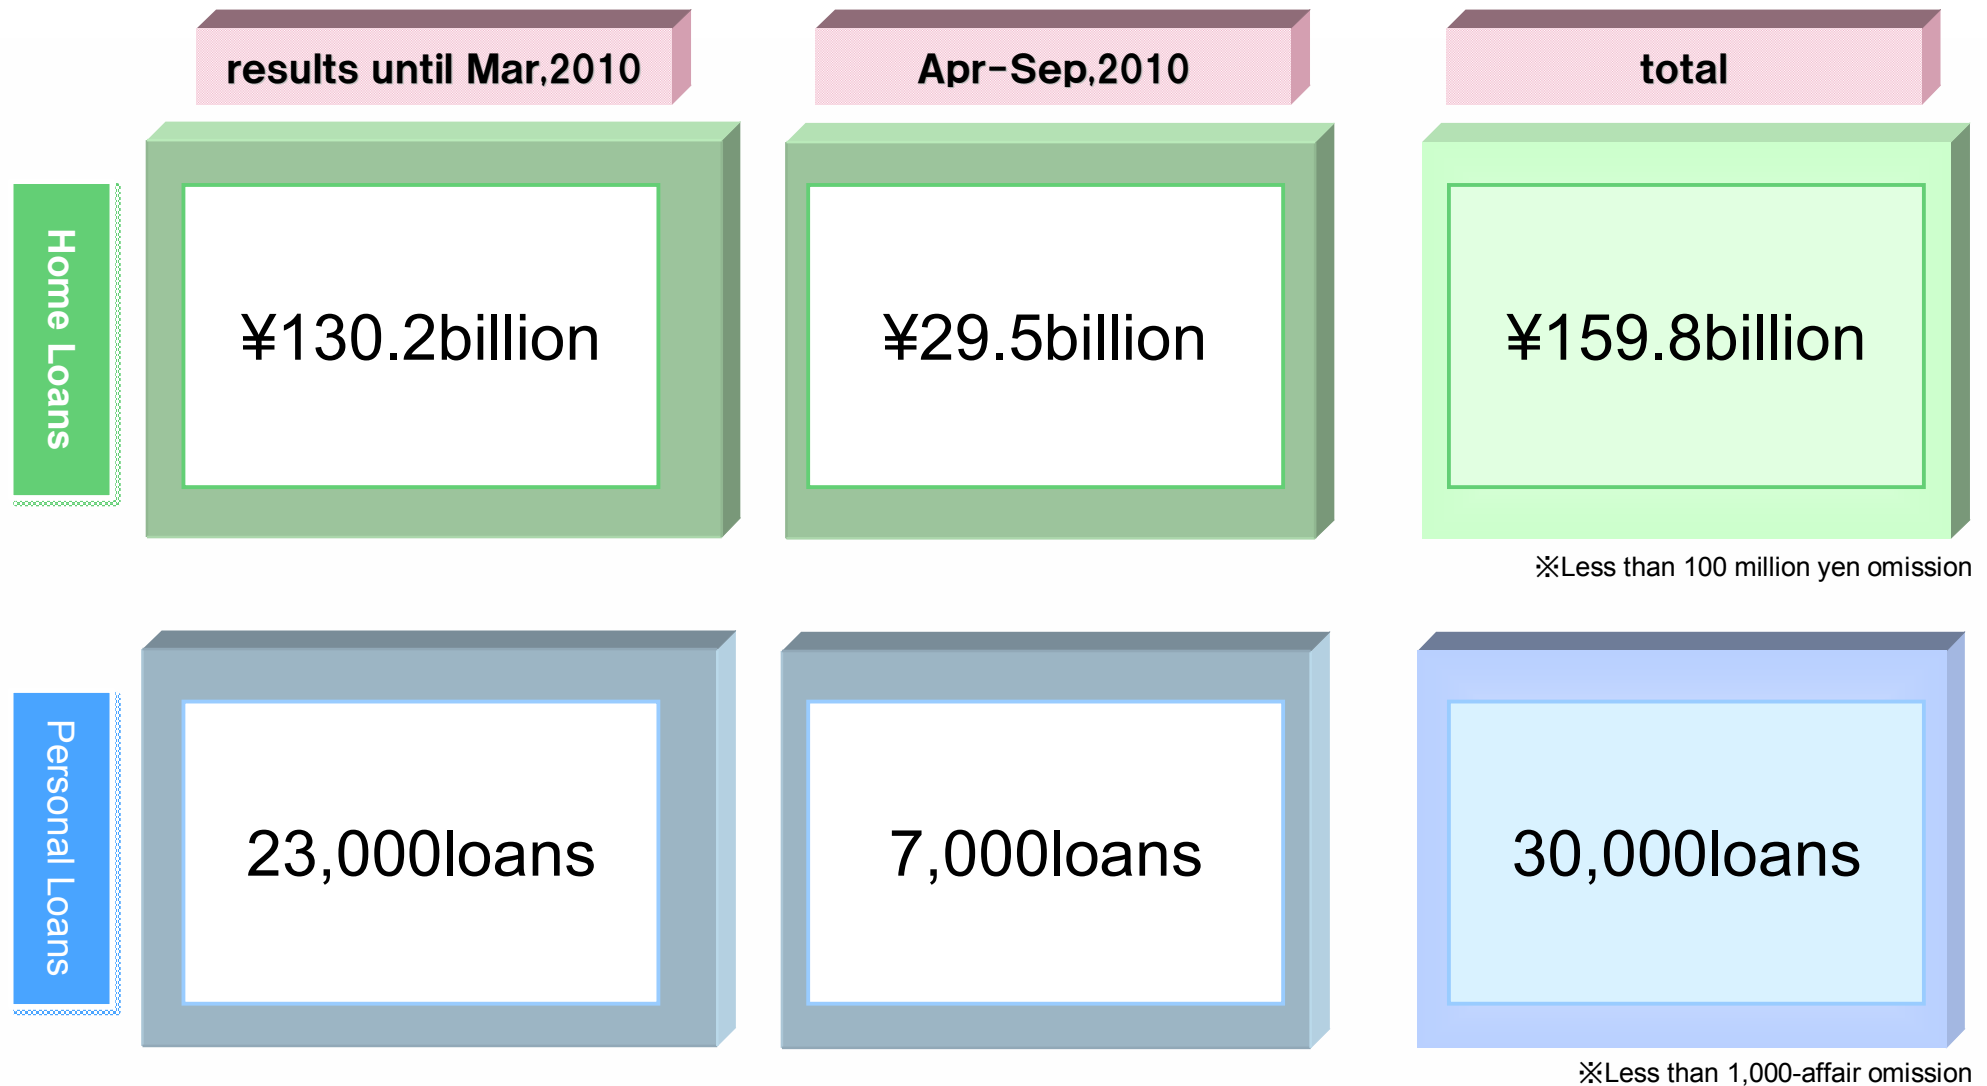 results until Mar,2010
Apr-Sep,2010
total
Home Loans
¥130.2billion
¥29.5billion
¥159.8billion
※Less than 100 million yen omission
Personal Loans
23,000loans
7,000loans
30,000loans
※Less than 1,000-affair omission